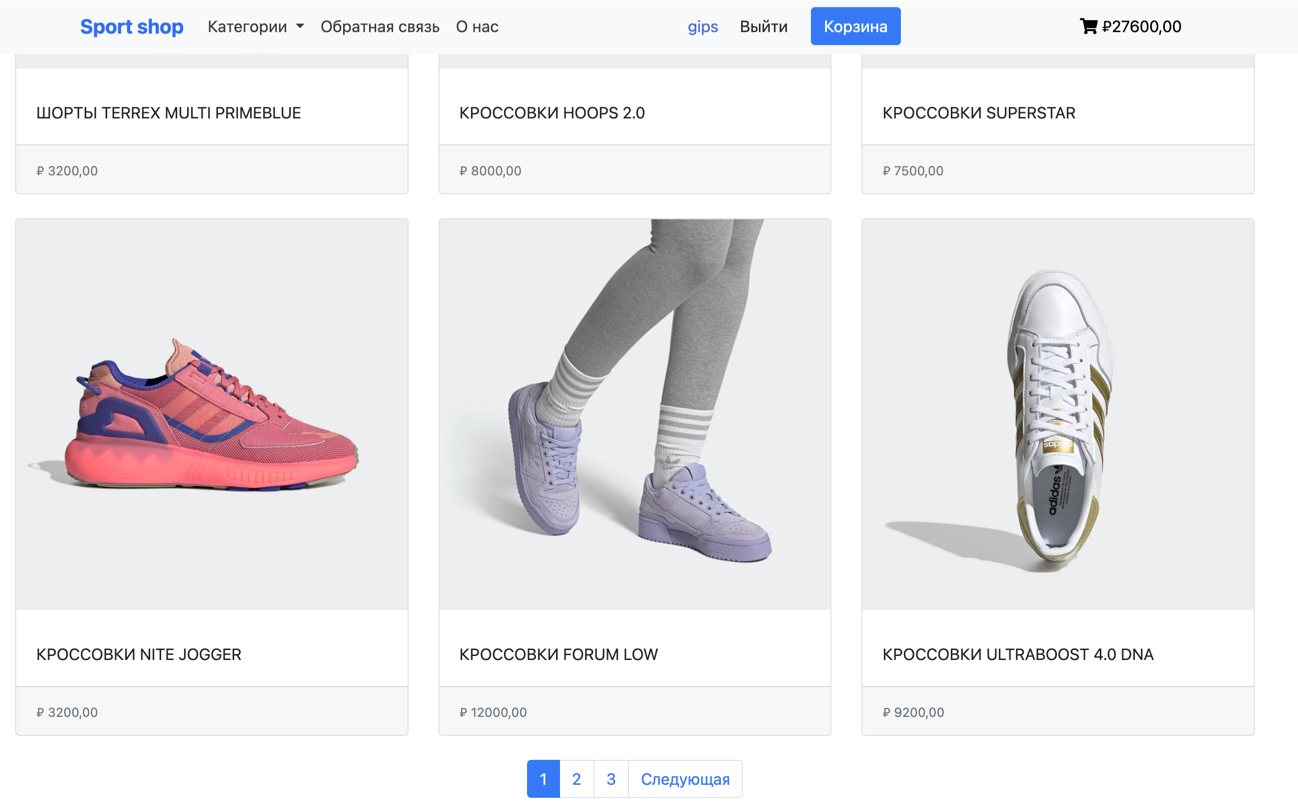 Sport shop Категории Обратная связь О нас gips Выйти Корзина ₽27600,00
ШОРТЫ TERREX MULTI PRIMEBLUE
КРОССОВКИ HOOPS 2.0
КРОССОВКИ SUPERSTAR
₽ 3200,00
₽ 8000,00
₽ 7500,00
adidas
adidas
КРОССОВКИ NITE JOGGER
КРОССОВКИ FORUM LOW
КРОССОВКИ ULTRABOOST 4.0 DNA
₽ 3200,00
₽ 12000,00
₽ 9200,00
1 2 3 Следующая